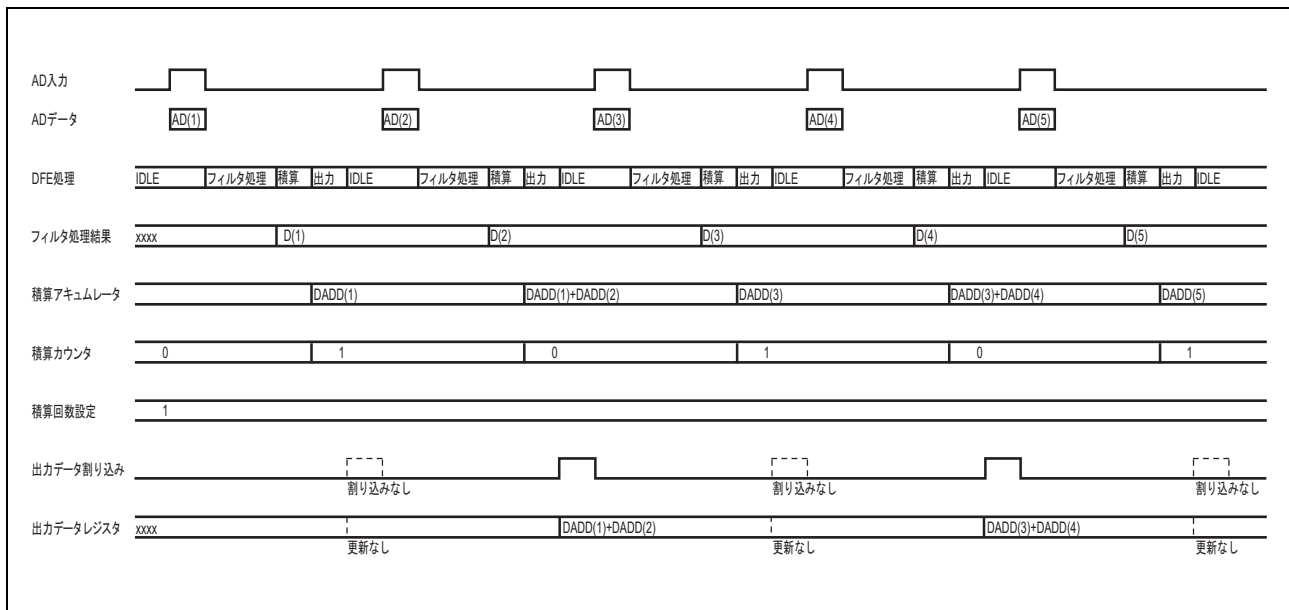 AD入力
ADデータ AD(1) AD(2) AD(3) AD(4) AD(5)
DFE処理 IDLE フィルタ処理 積算 出力 IDLE フィルタ処理 積算 出力 IDLE フィルタ処理 積算 出力 IDLE フィルタ処理 積算 出力 IDLE フィルタ処理 積算 出力 IDLE
フィルタ処理結果 xxxx D(1) D(2) D(3) D(4) D(5)
積算アキュムレータ DADD(1) DADD(1)+DADD(2) DADD(3) DADD(3)+DADD(4) DADD(5)
積算カウンタ 0 1 0 1 0 1
積算回数設定 1
出力データ割り込み
割り込みなし 割り込みなし 割り込みなし
出力データレジスタ xxxx DADD(1)+DADD(2) DADD(3)+DADD(4)
更新なし 更新なし 更新なし